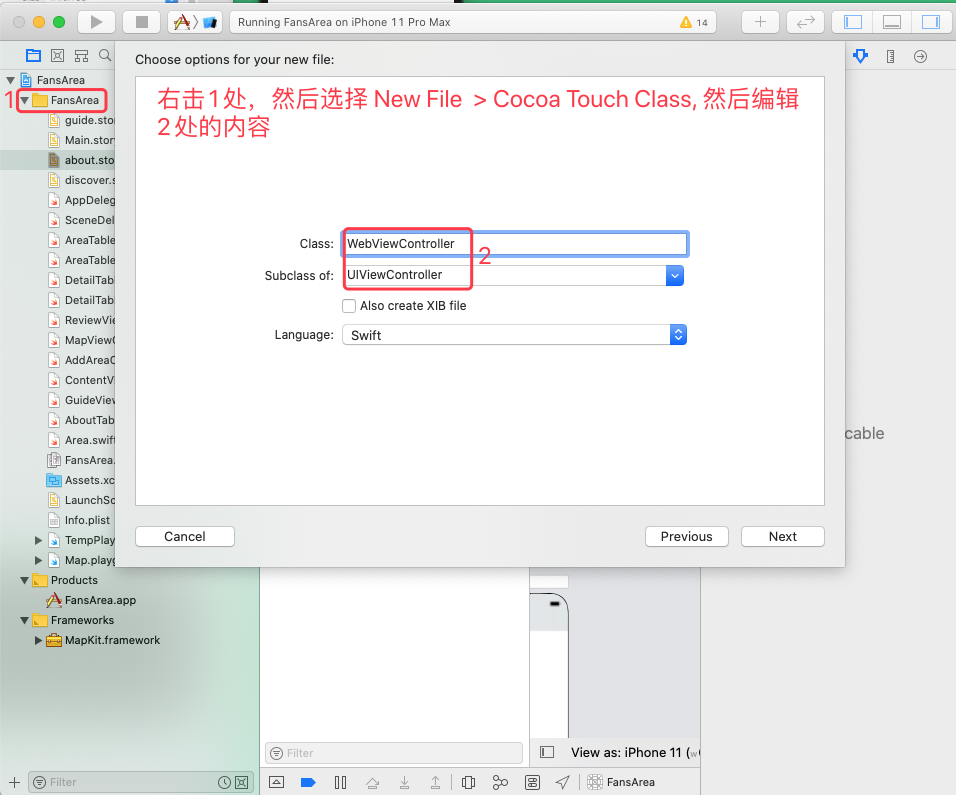 Running FansArea on iPhone 11 Pro Max
14
FansArea
1
FansArea
guide.sto
Main.story
about.sto
discover.s
AppDeleg
SceneDel
AreaTable
AreaTable
DetailTab
DetailTab
ReviewVie
MapViewC
AddAreaC
ContentVi
GuideView
AboutTab
Area.swift
FansArea.
Assets.xc
LaunchSc
Info.plist
TempPlay
Map.playg
Products
FansArea.app
Frameworks
MapKit.framework
Filter
Choose options for your new file:
右击1处，然后选择 New File > Cocoa Touch Class, 然后编辑
2处的内容
Class: WebViewController
2
Subclass of: UIViewController
Also create XIB file
Language: Swift
Cancel
Previous
Next
cable
Filter
View as: iPhone 11 (w
FansArea